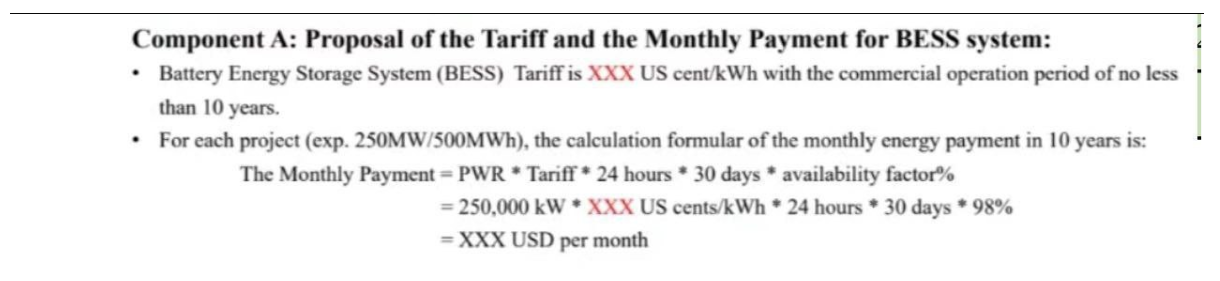 Component A: Proposal of the Tariff and the Monthly Payment for BESS system:
• Battery Energy Storage System (BESS) Tariff is XXX US cent/kWh with the commercial operation period of no less
than 10 years.
• For each project (exp. 250MW/500MWh), the calculation formular of the monthly energy payment in 10 years is:
The Monthly Payment = PWR * Tariff * 24 hours * 30 days * availability factor%
= 250,000 kW * XXX US cents/kWh * 24 hours * 30 days * 98%
= XXX USD per month